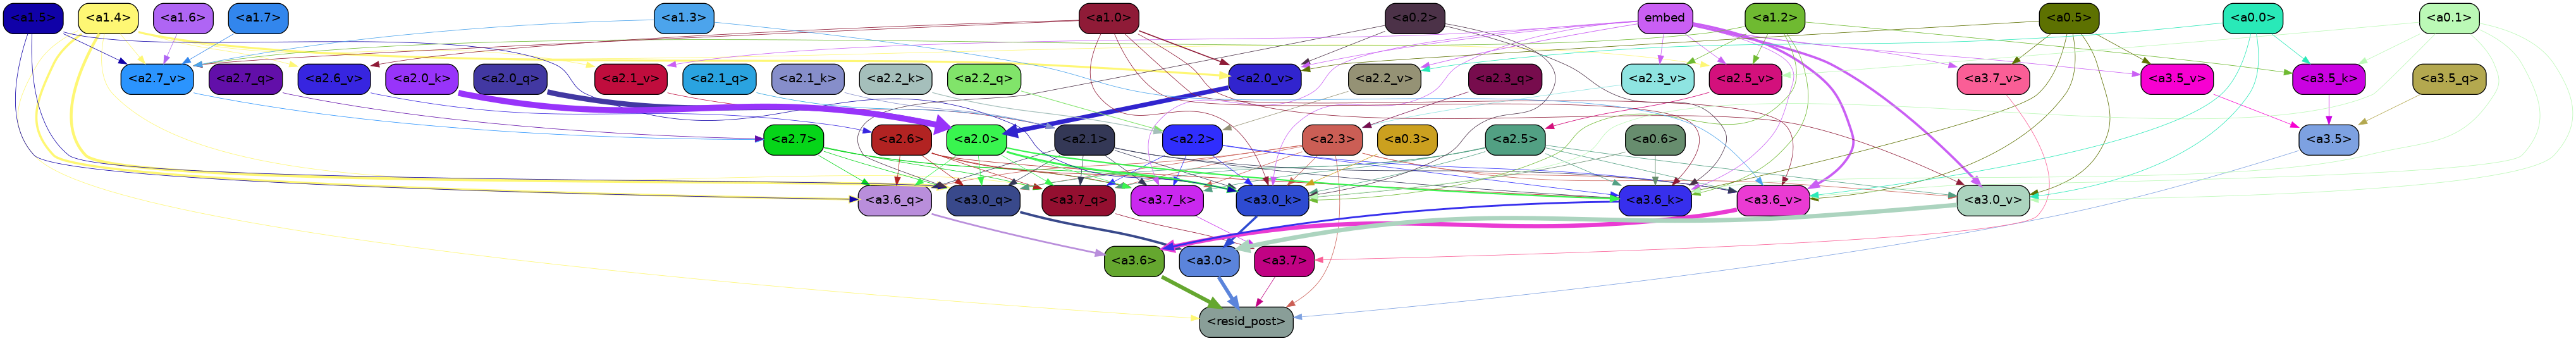 <a1.5> <a1.4> <a1.6> <a1.7> <a1.3> <a1.0> <a0.2> embed <a1.2> <a0.5> <a0.0> <a0.1>
<a2.7_v> <a2.7_q> <a2.6_v> <a2.0_k> <a2.0_q> <a2.1_v> <a2.1_q> <a2.1_k> <a2.2_k> <a2.2_q> <a2.0_v> <a2.2_v> <a2.3_q> <a2.3_v> <a2.5_v> <a3.7_v> <a3.5_v> <a3.5_k> <a3.5_q>
<a2.7> <a2.6> <a2.0> <a2.1> <a2.2> <a2.3> <a0.3> <a2.5> <a0.6> <a3.5>
<a3.6_q> <a3.0_q> <a3.7_q> <a3.7_k> <a3.0_k> <a3.6_k> <a3.6_v> <a3.0_v>
<a3.6> <a3.0> <a3.7>
<resid_post>